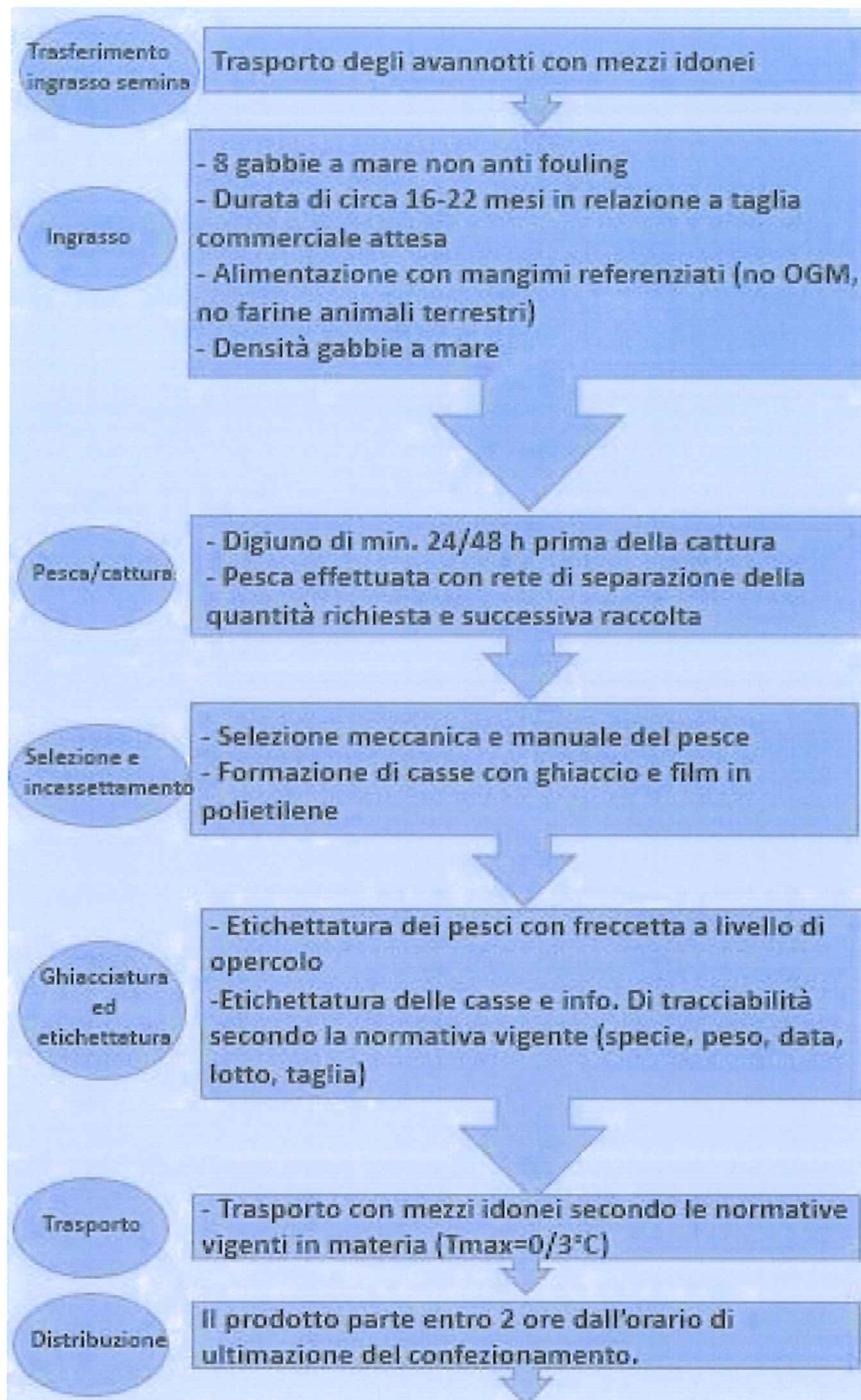 Trasferimento
ingrasso semina
Trasporto degli avannotti con mezzi idonei
Ingrasso
- 8 gabbie a mare non anti fouling
- Durata di circa 16-22 mesi in relazione a taglia
commerciale attesa
- Alimentazione con mangimi referenziati (no OGM,
no farine animali terrestri)
- Densità gabbie a mare
Pesca/cattura
- Digiuno di min. 24/48 h prima della cattura
- Pesca effettuata con rete di separazione della
quantità richiesta e successiva raccolta
Selezione e
incassettamento
- Selezione meccanica e manuale del pesce
- Formazione di casse con ghiaccio e film in
polietilene
Ghiacciatura
ed
etichettatura
- Etichettatura dei pesci con freccetta a livello di
opercolo
-Etichettatura delle casse e info. Di tracciabilità
secondo la normativa vigente (specie, peso, data,
lotto, taglia)
Trasporto
- Trasporto con mezzi idonei secondo le normative
vigenti in materia (Tmax=0/3°C)
Distribuzione
Il prodotto parte entro 2 ore dall'orario di
ultimazione del confezionamento.